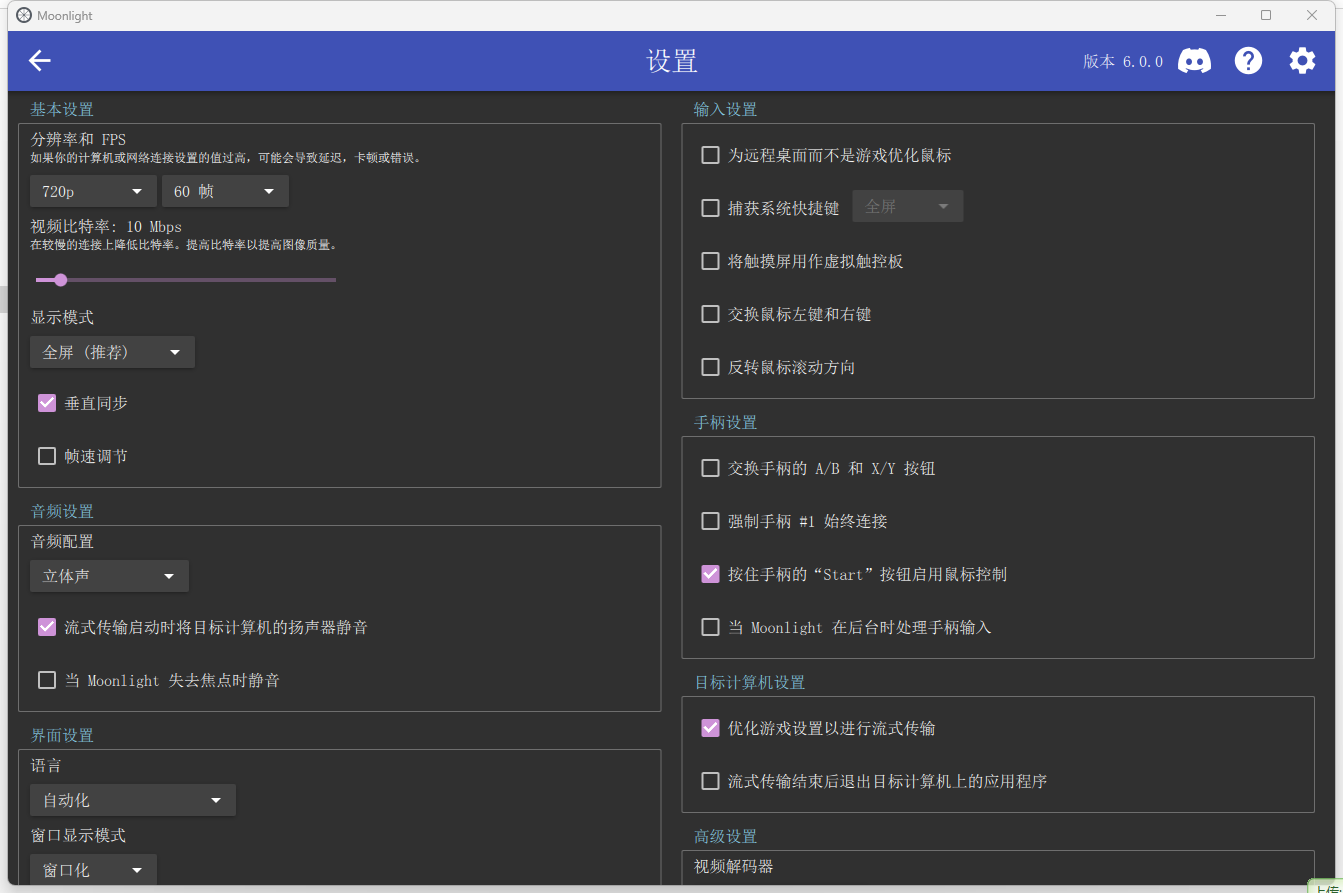 Moonlight
设置
版本 6.0.0
基本设置
分辨率和 FPS
如果你的计算机或网络连接设置的值过高，可能会导致延迟，卡顿或错误。
720p
60 帧
视频比特率: 10 Mbps
在较慢的连接上降低比特率。提高比特率以提高图像质量。
显示模式
全屏 (推荐)
垂直同步
帧速调节
音频设置
音频配置
立体声
流式传输启动时将目标计算机的扬声器静音
当 Moonlight 失去焦点时静音
界面设置
语言
自动化
窗口显示模式
窗口化
输入设置
为远程桌面而不是游戏优化鼠标
捕获系统快捷键
全屏
将触摸屏用作虚拟触控板
交换鼠标左键和右键
反转鼠标滚动方向
手柄设置
交换手柄的 A/B 和 X/Y 按钮
强制手柄 #1 始终连接
按住手柄的“Start”按钮启用鼠标控制
当 Moonlight 在后台时处理手柄输入
目标计算机设置
优化游戏设置以进行流式传输
流式传输结束后退出目标计算机上的应用程序
高级设置
视频解码器
上传